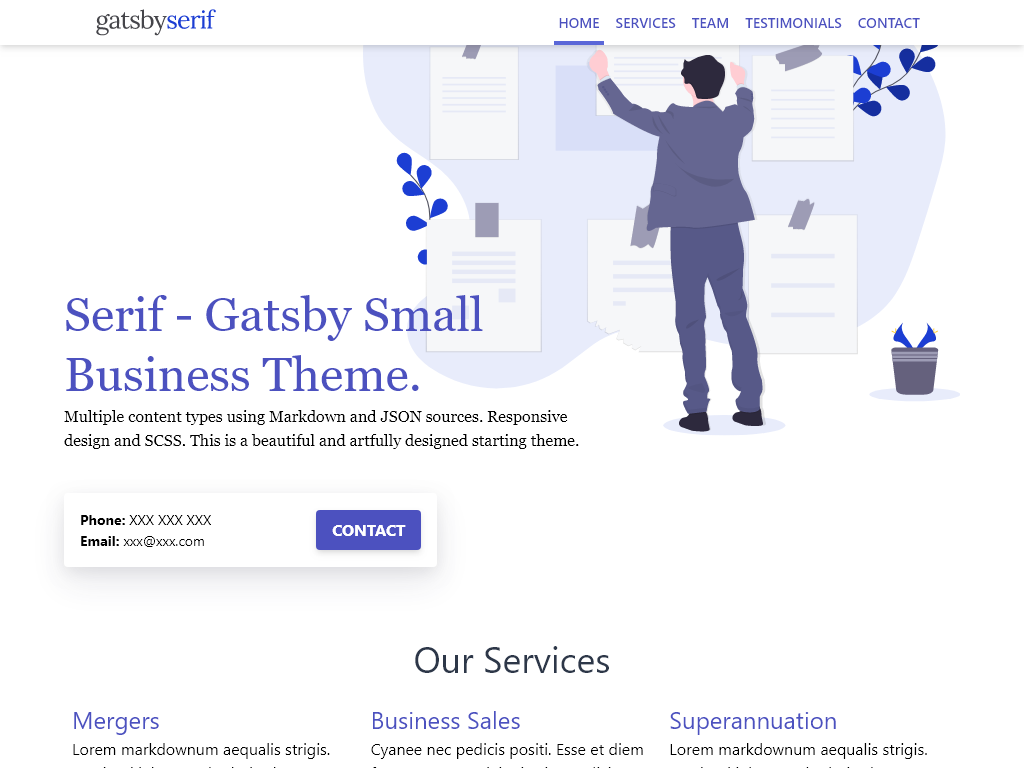 gatsbyserif
HOME SERVICES TEAM TESTIMONIALS CONTACT
Serif - Gatsby Small
Business Theme.
Multiple content types using Markdown and JSON sources. Responsive
design and SCSS. This is a beautiful and artfully designed starting theme.
Phone: XXX XXX XXX
Email: xxx@xxx.com
CONTACT
Our Services
Mergers
Lorem markdownum aequalis strigis.
Business Sales
Cyanee nec pedicis positi. Esse et diem
Superannuation
Lorem markdownum aequalis strigis.